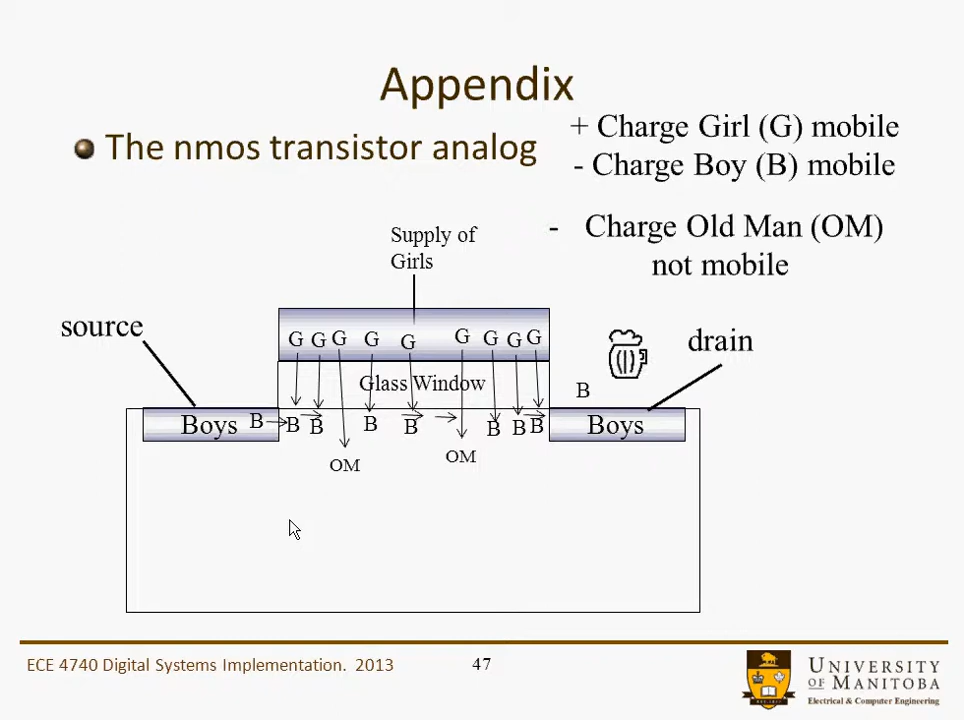 Appendix
The nmos transistor analog
+ Charge Girl (G) mobile
- Charge Boy (B) mobile
- Charge Old Man (OM)
not mobile
Supply of
Girls
source
drain
G G G G G G G G G
Glass Window
B
Boys B B B B B B B B Boys
OM OM
ECE 4740 Digital Systems Implementation. 2013
47
UNIVERSITY
OF MANITOBA
Electrical & Computer Engineering